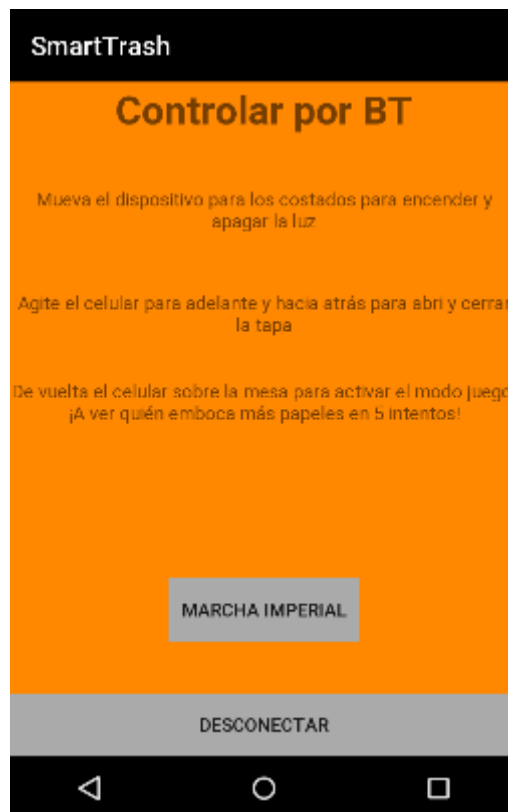 SmartTrash
Controlar por BT
Mueva el dispositivo para los costados para encender y
apagar la luz
Agite el celular para adelante y hacia atrás para abri y cerrar
la tapa
De vuelta el celular sobre la mesa para activar el modo juego
¡A ver quién emboca más papeles en 5 intentos!
MARCHA IMPERIAL
DESCONECTAR